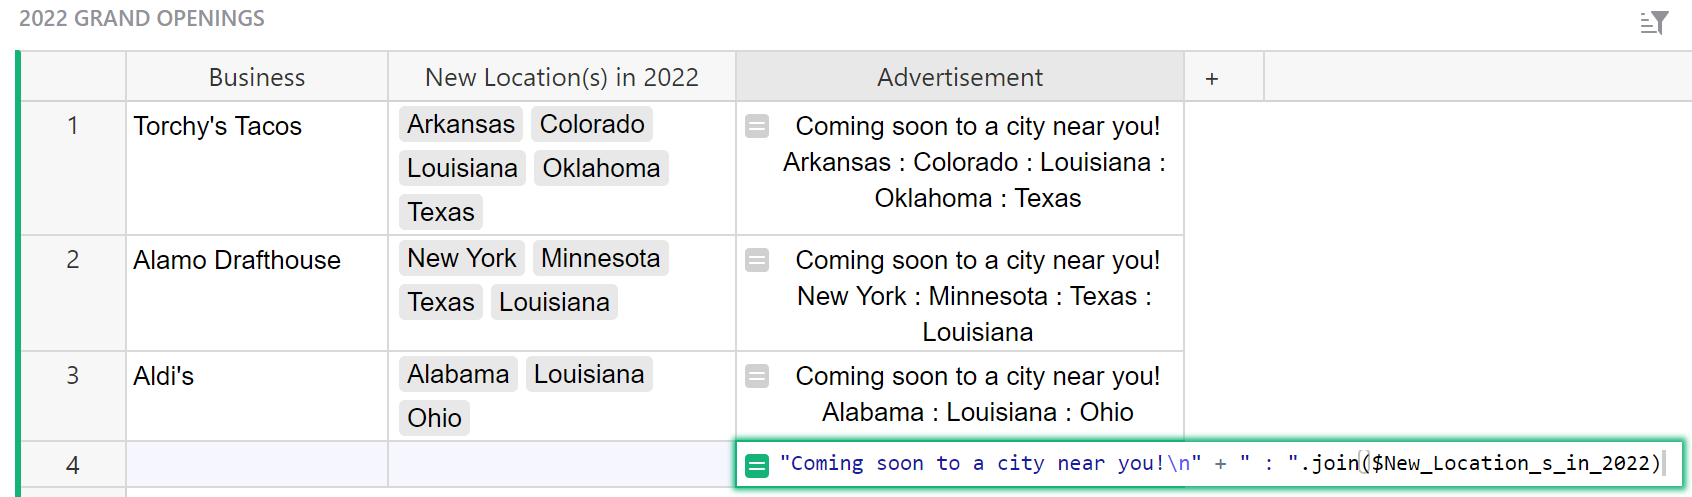 2022 GRAND OPENINGS
Business New Location(s) in 2022 Advertisement +
1 Torchy's Tacos
Arkansas Colorado
Louisiana Oklahoma
Texas
Coming soon to a city near you!
Arkansas : Colorado : Louisiana :
Oklahoma : Texas
2 Alamo Drafthouse
New York Minnesota
Texas Louisiana
Coming soon to a city near you!
New York : Minnesota : Texas :
Louisiana
3 Aldi's
Alabama Louisiana
Ohio
Coming soon to a city near you!
Alabama : Louisiana : Ohio
4 "Coming soon to a city near you!\n" + " : ".join($New_Location_s_in_2022)